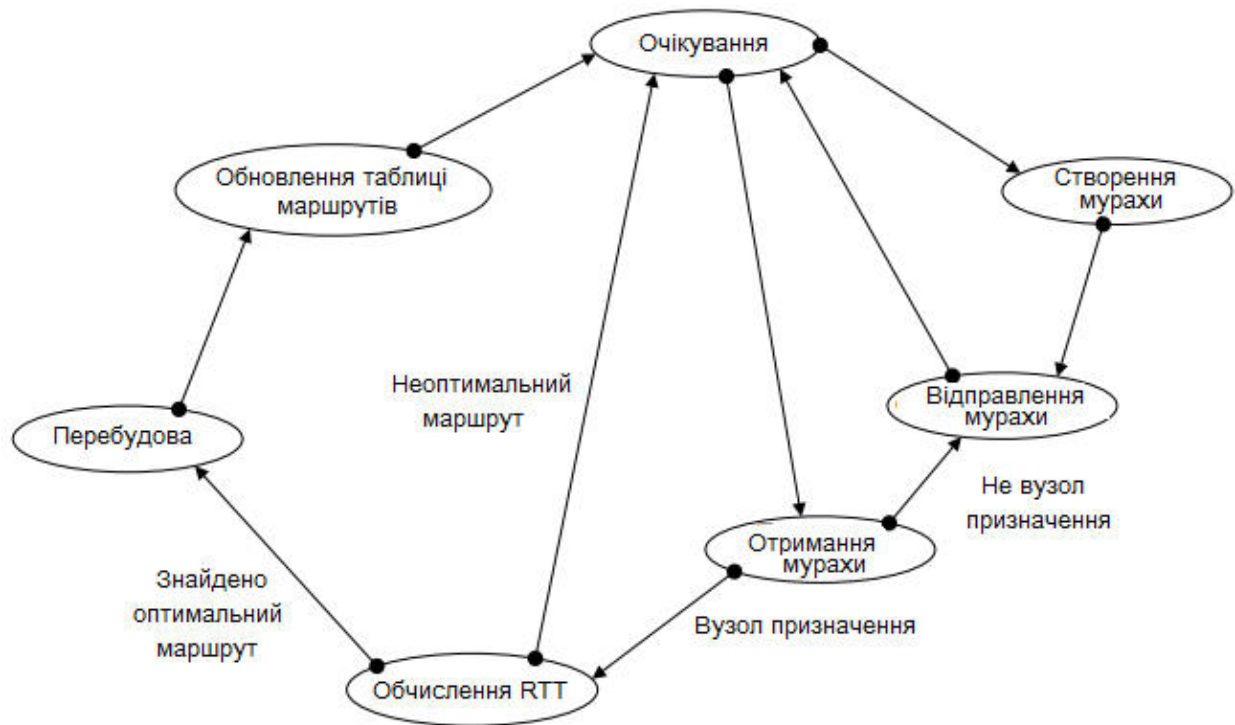 Очікування
Обновлення таблиці
маршрутів
Створення
мурахи
Неоптимальний
маршрут
Відправлення
мурахи
Перебудова
Не вузол
призначення
Отримання
мурахи
Знайдено
оптимальний
маршрут
Вузол призначення
Обчислення RTT